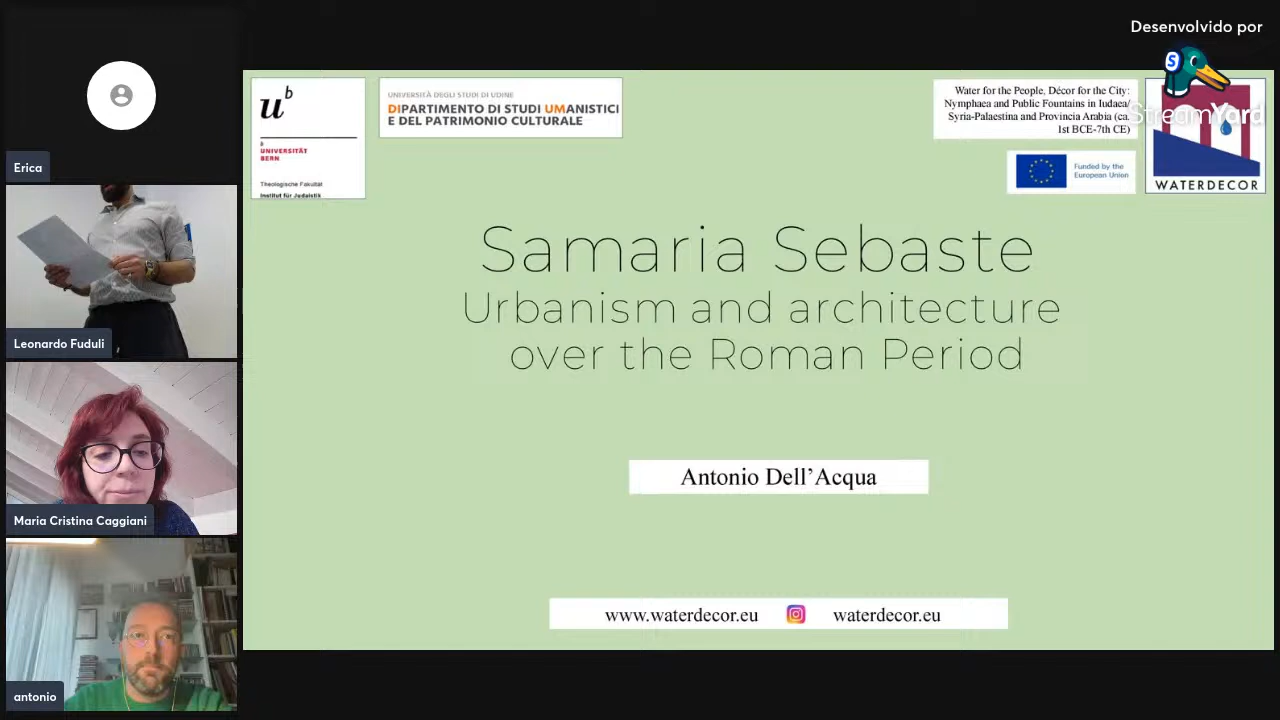 Desenvolvido por
S
StreamYard
Erica
Leonardo Fuduli
Maria Cristina Caggiani
antonio
u
b
b
UNIVERSITÄT
BERN
Theologische Fakultät
Institut für Judaistik
UNIVERSITÀ DEGLI STUDI DI UDINE
DIPARTIMENTO DI STUDI UMANISTICI
E DEL PATRIMONIO CULTURALE
Water for the People, Décor for the City:
Nymphaea and Public Fountains in Iudaea/
Syria-Palaestina and Provincia Arabia (ca.
1st BCE-7th CE)
Funded by the
European Union
WATERDECOR
Samaria Sebaste
Urbanism and architecture
over the Roman Period
Antonio Dell’Acqua
www.waterdecor.eu waterdecor.eu